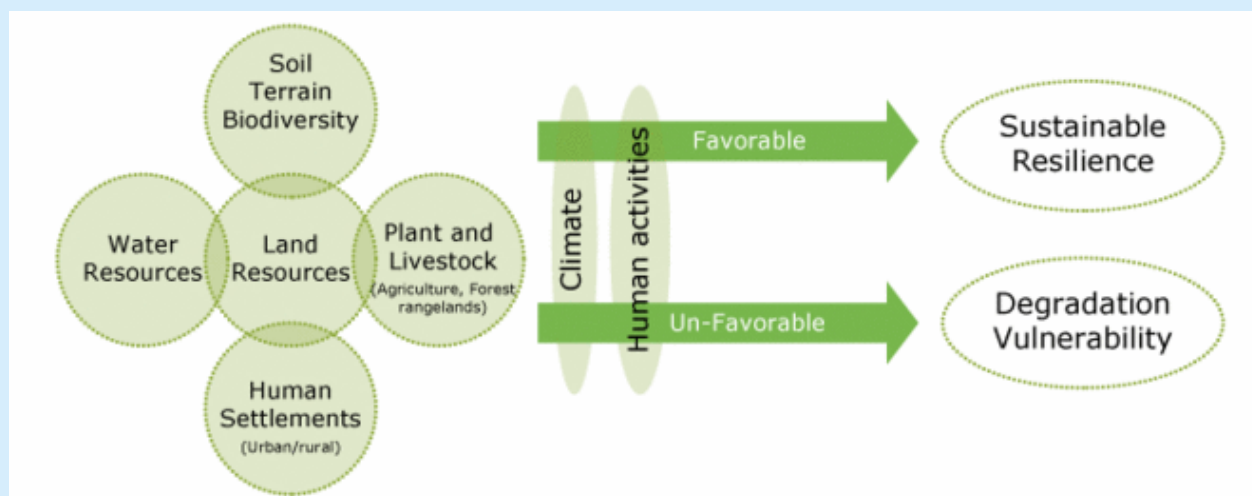 Soil
Terrain
Biodiversity
Water
Resources
Land
Resources
Plant and
Livestock
(Agriculture, Forest
rangelands)
Human
Settlements
(Urban/rural)
Climate
Human activities
Favorable
Un-Favorable
Sustainable
Resilience
Degradation
Vulnerability